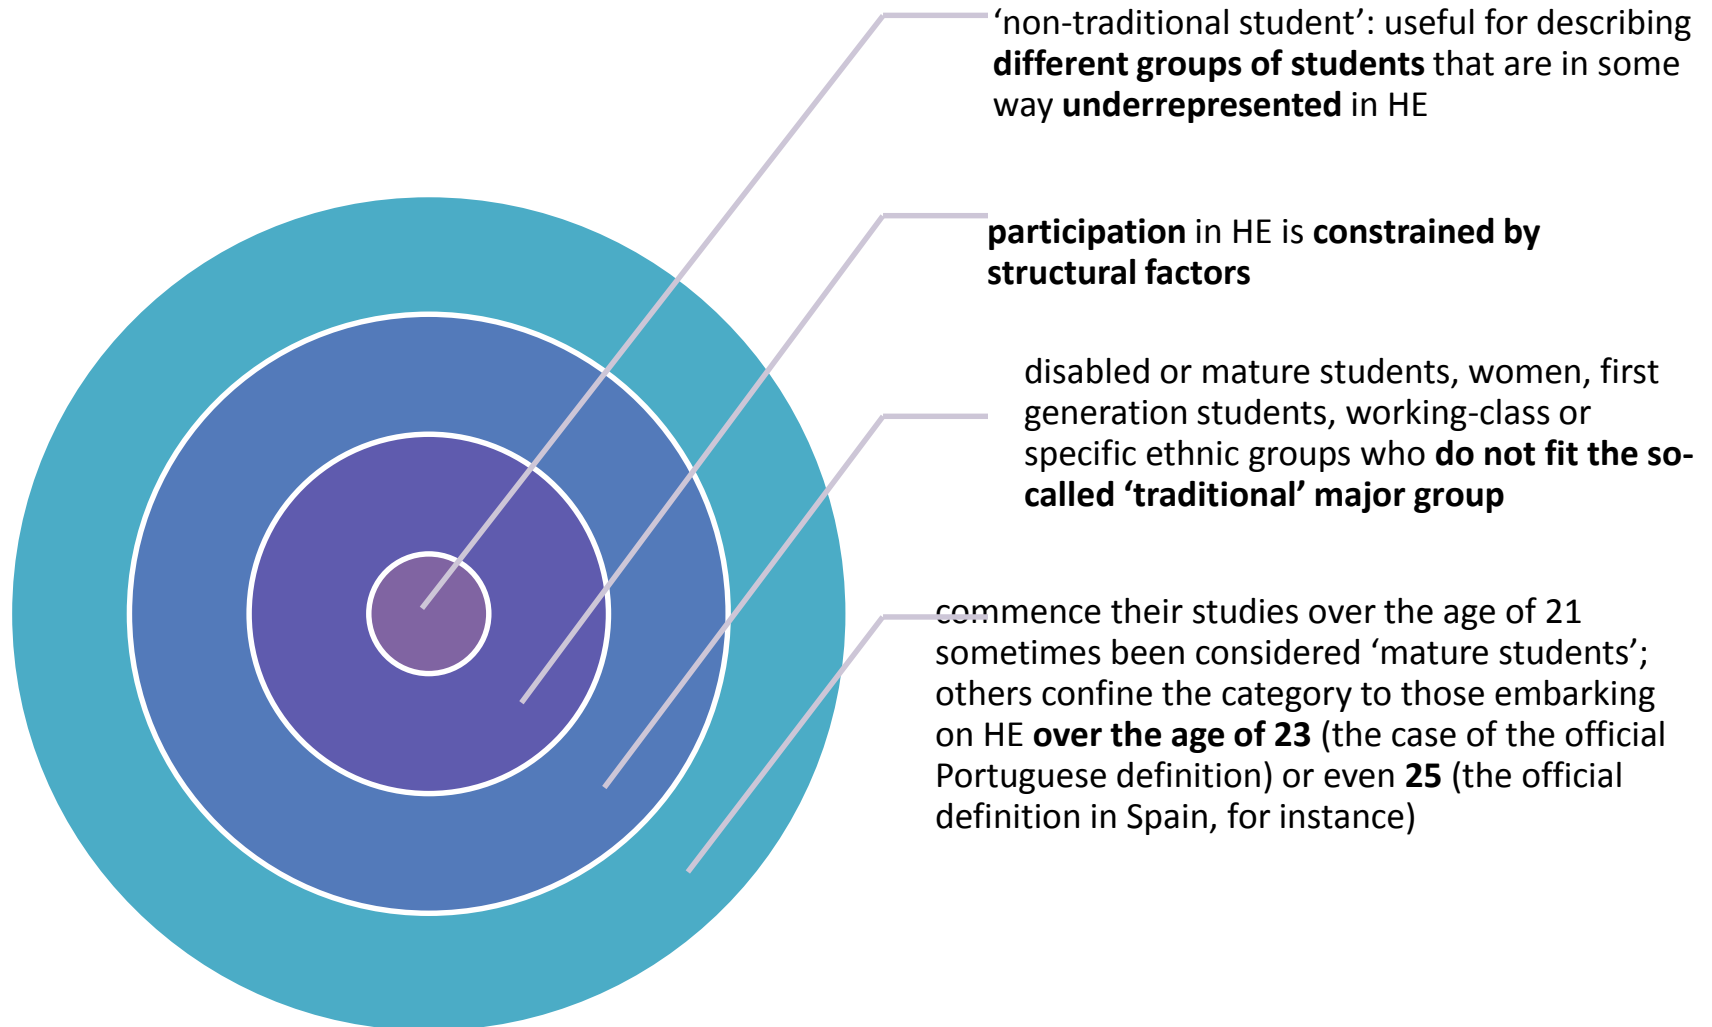 ‘non-traditional student’: useful for describing
different groups of students that are in some
way underrepresented in HE
participation in HE is constrained by
structural factors
disabled or mature students, women, first
generation students, working-class or
specific ethnic groups who do not fit the so-
called ‘traditional’ major group
commence their studies over the age of 21
sometimes been considered ‘mature students’;
others confine the category to those embarking
on HE over the age of 23 (the case of the official
Portuguese definition) or even 25 (the official
definition in Spain, for instance)